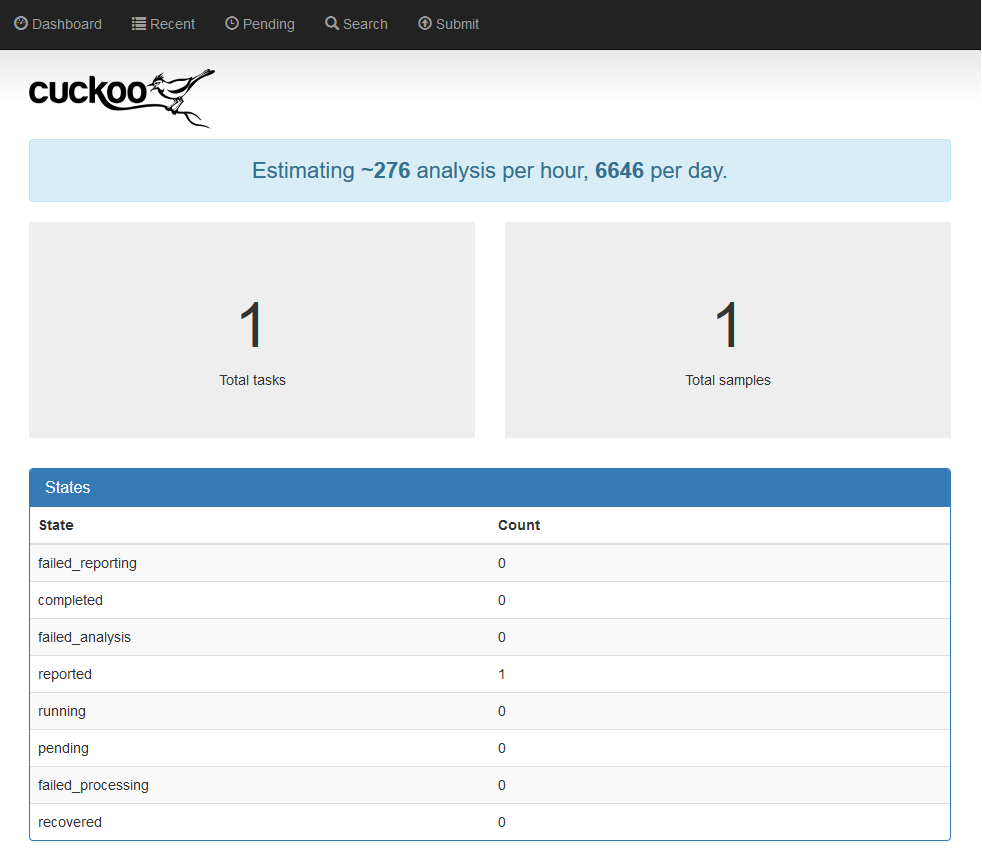 Dashboard Recent Pending Search Submit
cuckoo
Estimating ~276 analysis per hour, 6646 per day.
1
Total tasks
1
Total samples
States
State Count
failed_reporting 0
completed 0
failed_analysis 0
reported 1
running 0
pending 0
failed_processing 0
recovered 0